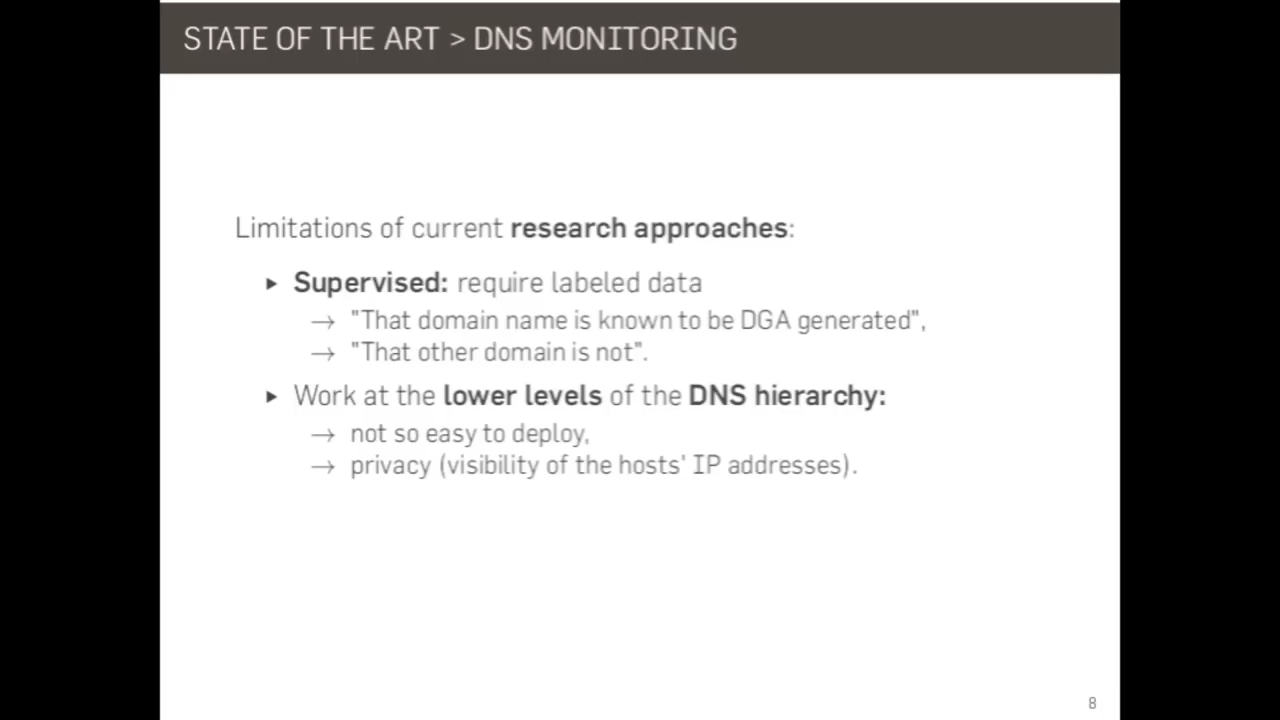 STATE OF THE ART > DNS MONITORING
Limitations of current research approaches:
▸ Supervised: require labeled data
→ "That domain name is known to be DGA generated",
→ "That other domain is not".
▸ Work at the lower levels of the DNS hierarchy:
→ not so easy to deploy,
→ privacy (visibility of the hosts' IP addresses).
8